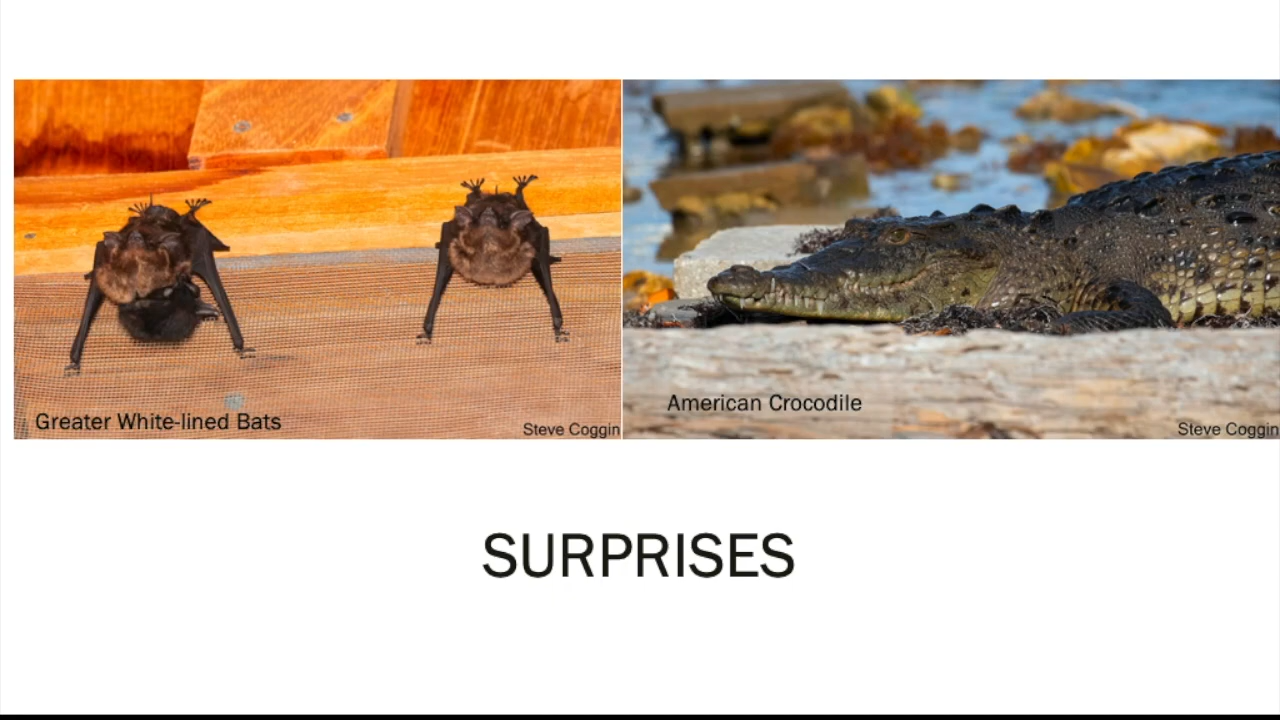 Greater White-lined Bats
Steve Coggin
American Crocodile
Steve Coggin
SURPRISES